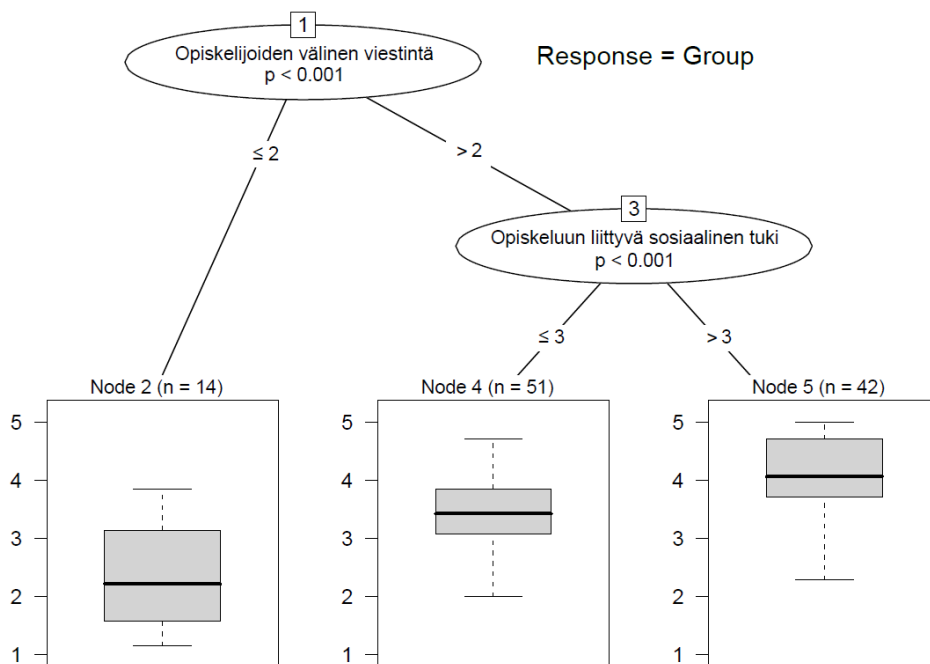 1
Opiskelijoiden välinen viestintä
p < 0.001
Response = Group
≤ 2
> 2
3
Opiskeluun liittyvä sosiaalinen tuki
p < 0.001
≤ 3
> 3
Node 2 (n = 14)
5
4
3
2
1
Node 4 (n = 51)
5
4
3
2
1
Node 5 (n = 42)
5
4
3
2
1